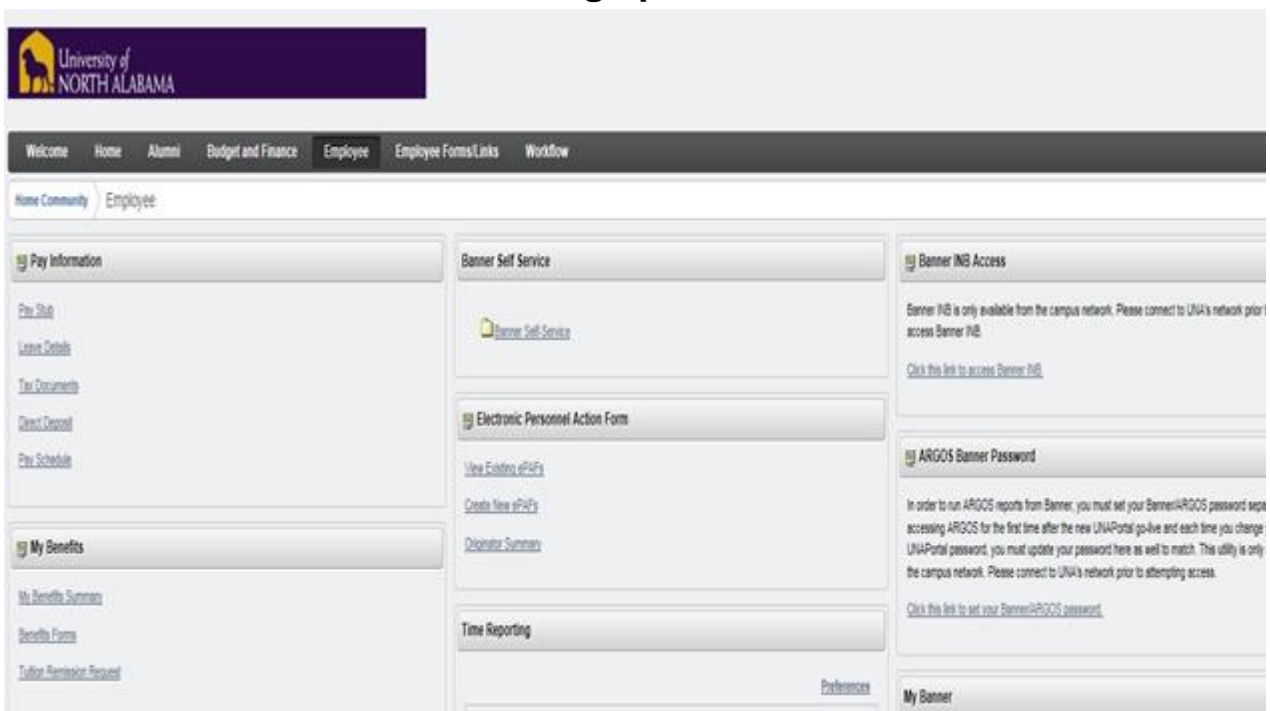 University of
NORTH ALABAMA
Welcome Home Alumni Budget and Finance Employee Employee Forms/Links Workflow
Home Community Employee
Pay Information
Pay Stub
Leave Details
Tax Documents
Direct Deposit
Pay Schedule
My Benefits
My Benefits Summary
Benefits Forms
Tuition Remission Request
Banner Self Service
Banner Self-Service
Electronic Personnel Action Form
View Existing ePAFs
Create New ePAFs
Originator Summary
Time Reporting
Preferences
Banner INB Access
Banner INB is only available from the campus network. Please connect to UNA's network prior
access Banner INB.
Click this link to access Banner INB.
ARGOS Banner Password
In order to run ARGOS reports from Banner, you must set your Banner/ARGOS password
accessing ARGOS for the first time after the new UNAPortal go-live and each time you change
UNAPortal password, you must update your password here as well to match. This utility is only
the campus network. Please connect to UNA's network prior to attempting access.
Click this link to set your Banner/ARGOS password.
My Banner